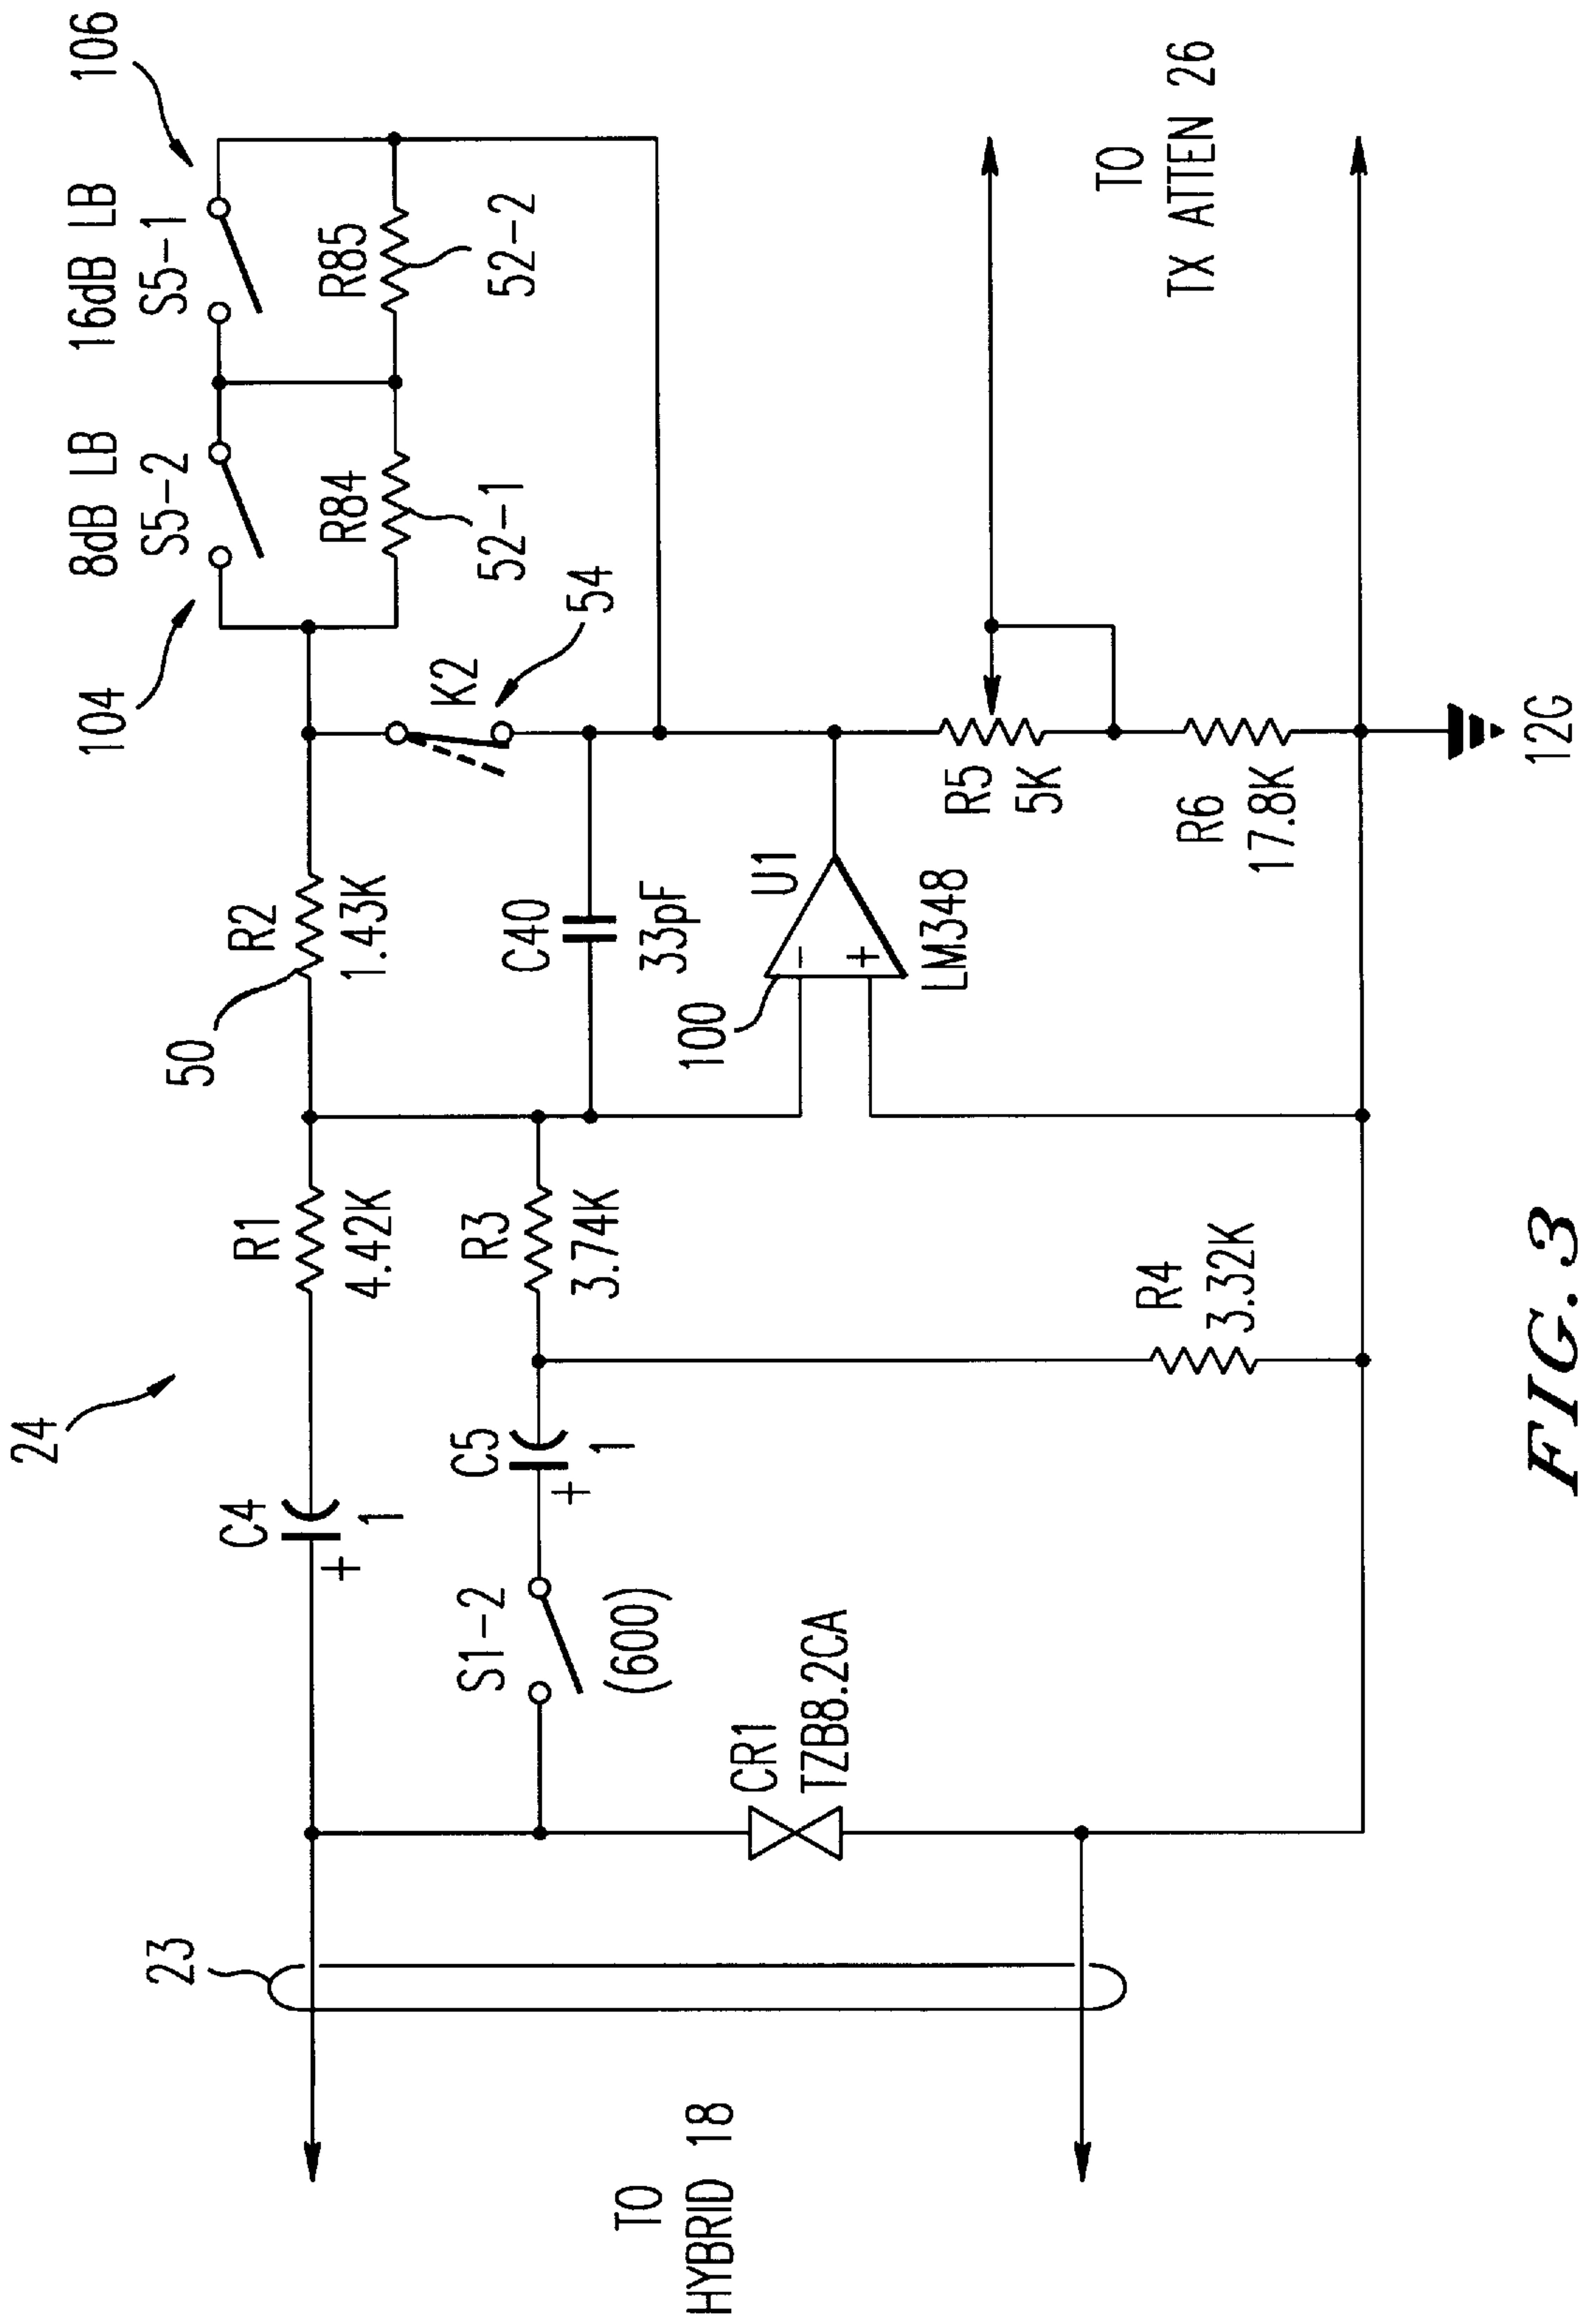 24
104
106
8dB LB
S5-2
16dB LB
S5-1
R84
52-1
R85
52-2
23
C4
+
1
R1
4.42K
50
R2
1.43K
K2
54
S1-2
(600)
C5
+
1
R3
3.74K
C40
33pF
CR1
TZB8.2CA
100
-
+
U1
LM348
R4
3.32K
R5
5K
R6
17.8K
TO
HYBRID 18
TO
TX ATTEN 26
12G
FIG. 3